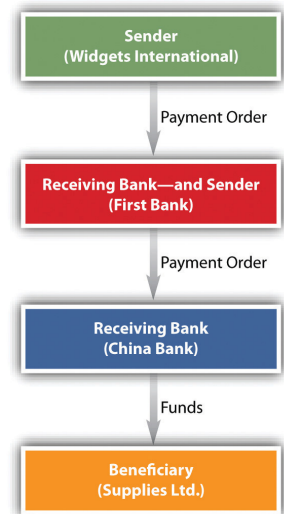 Sender
(Widgets International)
Payment Order
Receiving Bank—and Sender
(First Bank)
Payment Order
Receiving Bank
(China Bank)
Funds
Beneficiary
(Supplies Ltd.)